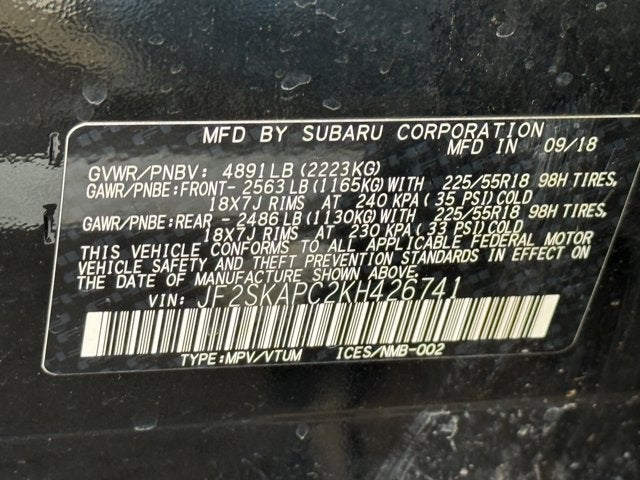 MFD BY SUBARU CORPORATION
MFD IN 09/18
GVWR/PNBV: 4891LB(2223KG)
GAWR/PNBE:FRONT- 2563LB(1165KG)WITH 225/55R18 98H TIRES,
18X7J RIMS AT 240 KPA(35 PSI)COLD
GAWR/PNBE:REAR - 2486LB(1130KG)WITH 225/55R18 98H TIRES,
18X7J RIMS AT 230 KPA(33 PSI)COLD
THIS VEHICLE CONFORMS TO ALL APPLICABLE FEDERAL MOTOR
VEHICLE SAFETY AND THEFT PREVENTION STANDARDS IN EFFECT ON
THE DATE OF MANUFACTURE SHOWN ABOVE.
VIN: JF2SKAPC2KH426741
TYPE:MPV/VTUM ICES/NMB-002